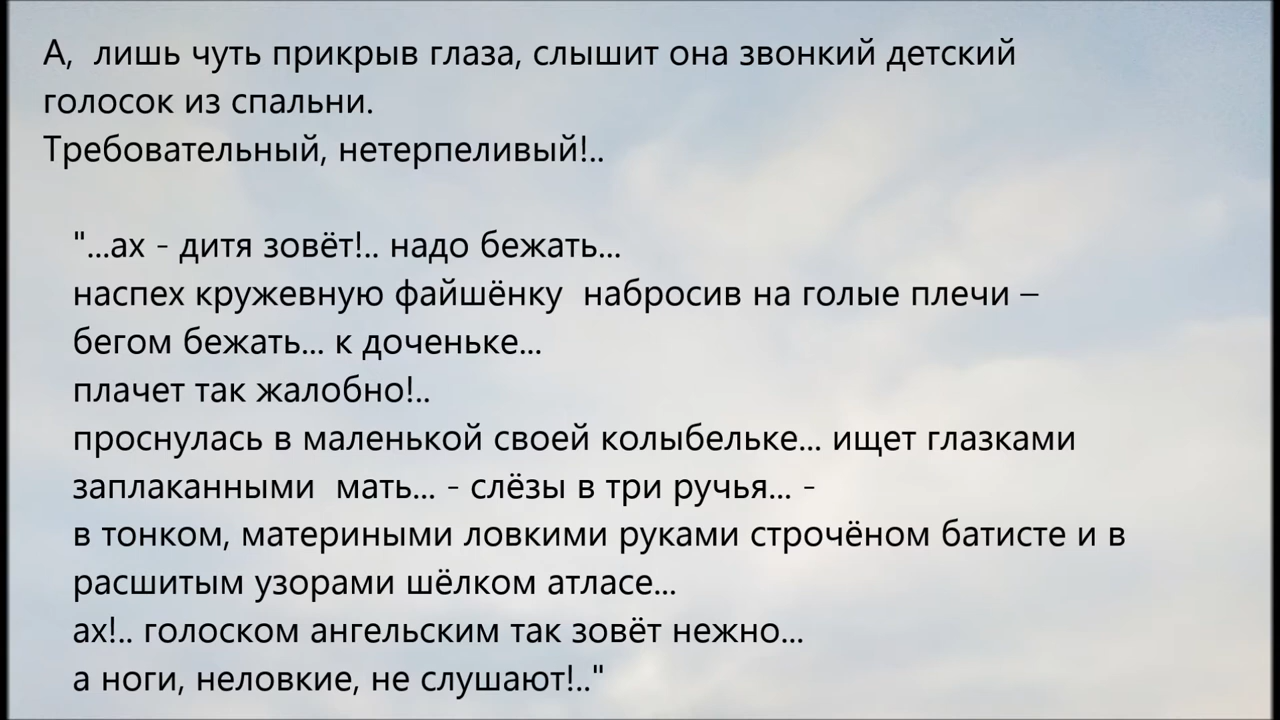 А,  лишь чуть прикрыв глаза, слышит она звонкий детский
голосок из спальни.
Требовательный, нетерпеливый!..
"...ах - дитя зовёт!.. надо бежать...
наспех кружевную файшёнку  набросив на голые плечи –
бегом бежать... к доченьке...
плачет так жалобно!..
проснулась в маленькой своей колыбельке... ищет глазками
заплаканными  мать... - слёзы в три ручья... -
в тонком, материными ловкими руками строчёном батисте и в
расшитым узорами шёлком атласе...
ах!.. голоском ангельским так зовёт нежно...
а ноги, неловкие, не слушают!.."